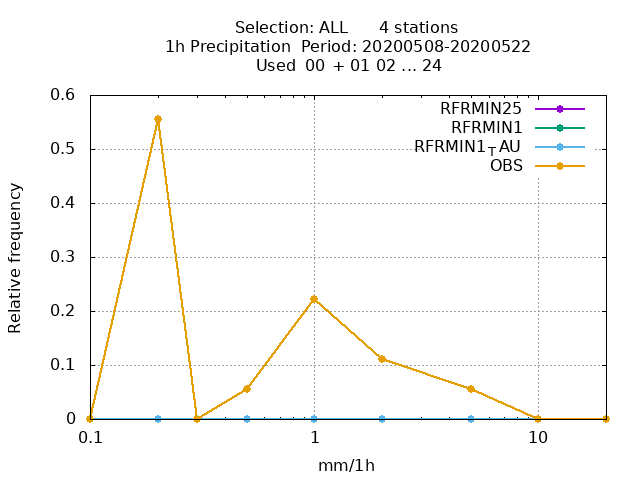 Selection: ALL 4 stations
1h Precipitation Period: 20200508-20200522
Used 00 + 01 02 ... 24
RFRMIN25
RFRMIN1
RFRMIN1TAU
OBS
0.6
0.5
0.4
0.3
0.2
0.1
0
Relative frequency
0.1 1 10
mm/1h